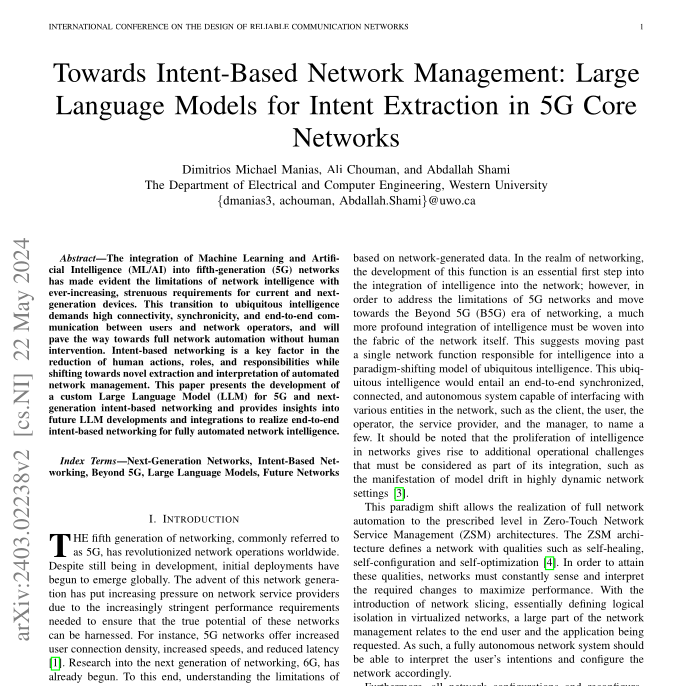 INTERNATIONAL CONFERENCE ON THE DESIGN OF RELIABLE COMMUNICATION NETWORKS
1
Towards Intent-Based Network Management: Large
Language Models for Intent Extraction in 5G Core
Networks
Dimitrios Michael Manias, Ali Chouman, and Abdallah Shami
The Department of Electrical and Computer Engineering, Western University
{dmanias3, achouman, Abdallah.Shami}@uwo.ca
arXiv:2403.02238v2 [cs.NI] 22 May 2024
Abstract—The integration of Machine Learning and Artifi-
cial Intelligence (ML/AI) into fifth-generation (5G) networks
has made evident the limitations of network intelligence with
ever-increasing, strenuous requirements for current and next-
generation devices. This transition to ubiquitous intelligence
demands high connectivity, synchronicity, and end-to-end com-
munication between users and network operators, and will
pave the way towards full network automation without human
intervention. Intent-based networking is a key factor in the
reduction of human actions, roles, and responsibilities while
shifting towards novel extraction and interpretation of automated
network management. This paper presents the development of
a custom Large Language Model (LLM) for 5G and next-
generation intent-based networking and provides insights into
future LLM developments and integrations to realize end-to-end
intent-based networking for fully automated network intelligence.
Index Terms—Next-Generation Networks, Intent-Based Net-
working, Beyond 5G, Large Language Models, Future Networks
I. INTRODUCTION
THE fifth generation of networking, commonly referred to
as 5G, has revolutionized network operations worldwide.
Despite still being in development, initial deployments have
begun to emerge globally. The advent of this network genera-
tion has put increasing pressure on network service providers
due to the increasingly stringent performance requirements
needed to ensure that the true potential of these networks
can be harnessed. For instance, 5G networks offer increased
user connection density, increased speeds, and reduced latency
[1]. Research into the next generation of networking, 6G, has
already begun. To this end, understanding the limitations of
based on network-generated data. In the realm of networking,
the development of this function is an essential first step into
the integration of intelligence into the network; however, in
order to address the limitations of 5G networks and move
towards the Beyond 5G (B5G) era of networking, a much
more profound integration of intelligence must be woven into
the fabric of the network itself. This suggests moving past
a single network function responsible for intelligence into a
paradigm-shifting model of ubiquitous intelligence. This ubiq-
uitous intelligence would entail an end-to-end synchronized,
connected, and autonomous system capable of interfacing with
various entities in the network, such as the client, the user, the
operator, the service provider, and the manager, to name a
few. It should be noted that the proliferation of intelligence
in networks gives rise to additional operational challenges
that must be considered as part of its integration, such as
the manifestation of model drift in highly dynamic network
settings [3].
This paradigm shift allows the realization of full network
automation to the prescribed level in Zero-Touch Network
Service Management (ZSM) architectures. The ZSM archi-
tecture defines a network with qualities such as self-healing,
self-configuration and self-optimization [4]. In order to attain
these qualities, networks must constantly sense and interpret
the required changes to maximize performance. With the
introduction of network slicing, essentially defining logical
isolation in virtualized networks, a large part of the network
management relates to the end user and the application being
requested. As such, a fully autonomous network system should
be able to interpret the user's intentions and configure the
network accordingly.
Furthermore, all network configurations and reconfigura-